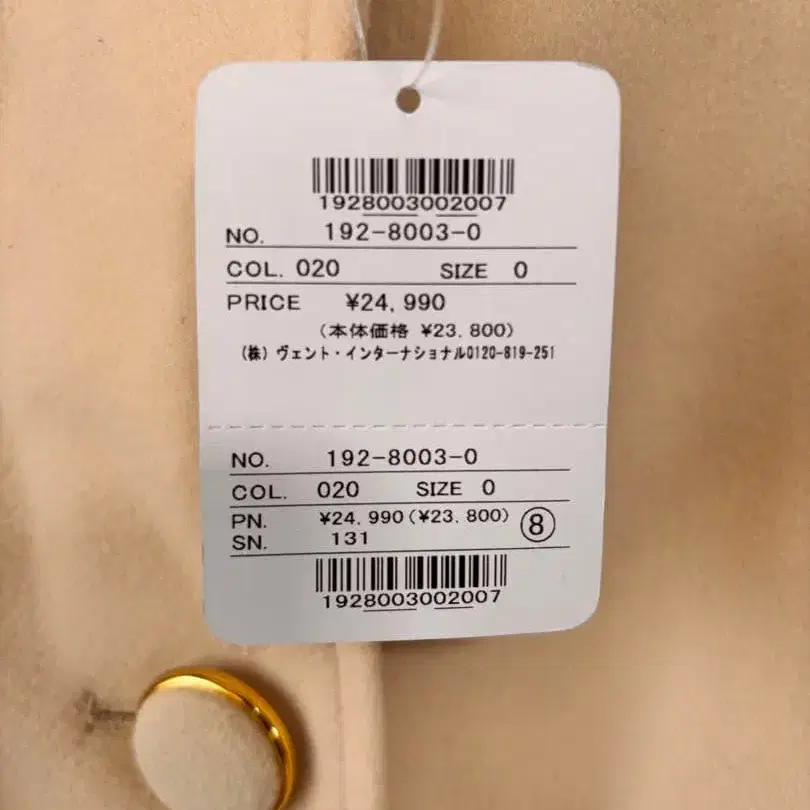 1928003002007
NO. 192-8003-0
COL. 020 SIZE 0
PRICE ¥24,990
(本体価格 ¥23,800)
(株) ヴェント・インターナショナル0120-819-251
NO. 192-8003-0
COL. 020 SIZE 0
PN. ¥24,990(¥23,800) ⑧
SN. 131
1928003002007